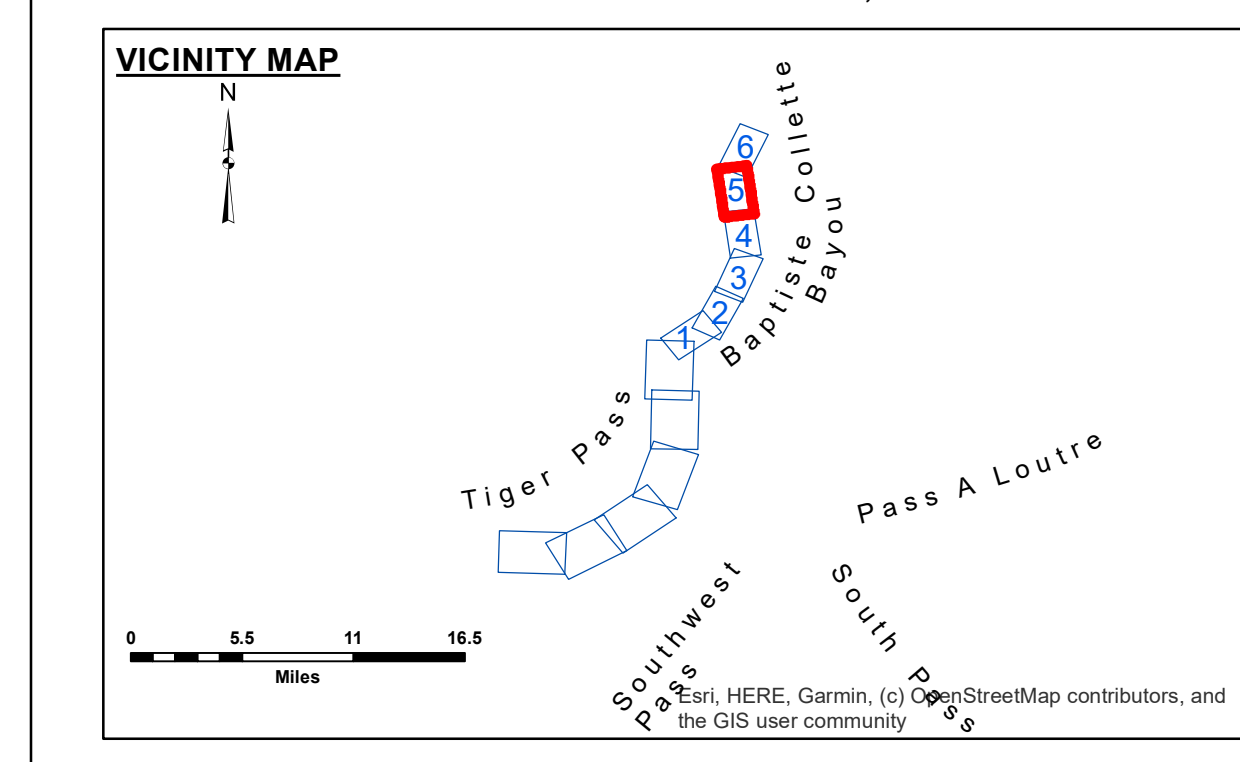 VICINITY MAP
N
6
5
4
3
2
1
Baptiste Collette
Bayou
Tiger Pass
Pass A Loutre
Southwest
Pass
South Pass
0 5.5 11 16.5
Miles
Esri, HERE, Garmin, (c) OpenStreetMap contributors, and
the GIS user community